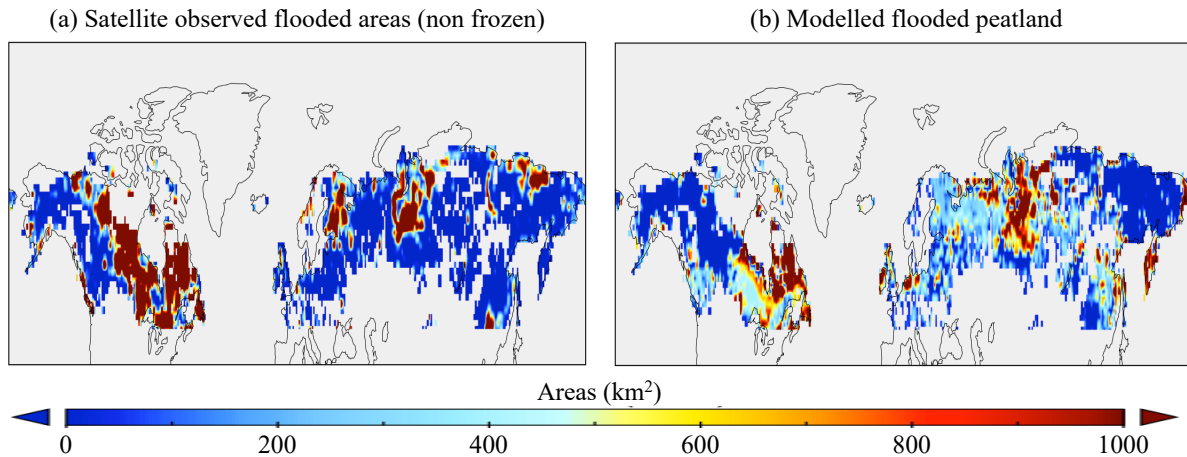 (a) Satellite observed flooded areas (non frozen)
(b) Modelled flooded peatland
Areas (km²)
0 200 400 600 800 1000